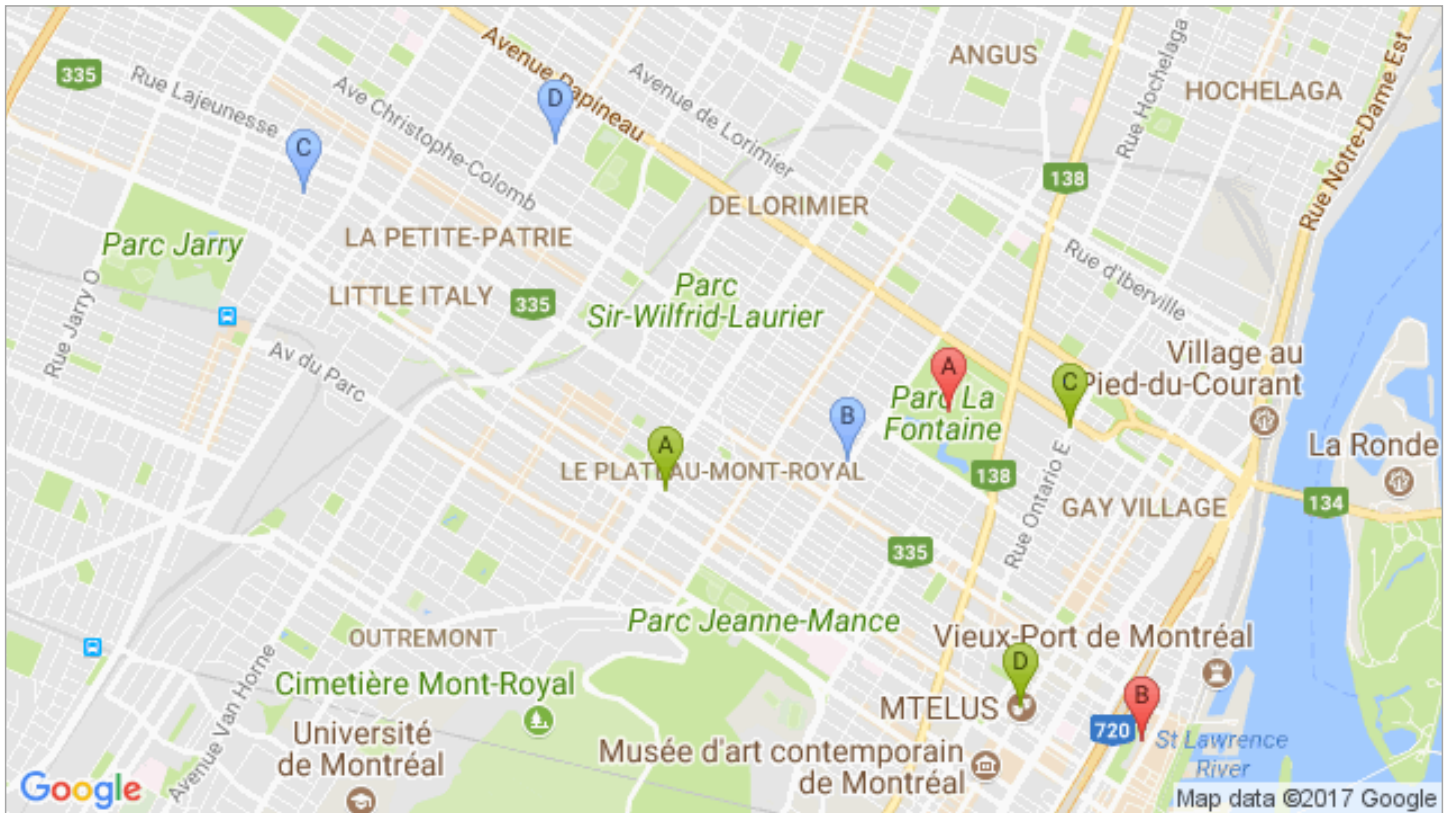 ANGUS
Avenue Papineau
335
D
Rue Lajeunesse
Ave Christophe-Colomb
Avenue de Lorimier
HOCHELAGA
Rue Hochelaga
Rue Notre-Dame Est
C
138
DE LORIMIER
LA PETITE-PATRIE
Parc Jarry
Rue d'Iberville
LITTLE ITALY
335
Parc
Sir-Wilfrid-Laurier
Rue Jarry O
Av du Parc
Village au
Pied-du-Courant
A
C
Parc La
Fontaine
B
A
La Ronde
LE PLATEAU-MONT-ROYAL
138
134
GAY VILLAGE
Rue Ontario E
335
Parc Jeanne-Mance
OUTREMONT
Vieux-Port de Montréal
D
Avenue Van Horne
Cimetière Mont-Royal
MTELUS
B
720
St Lawrence
River
Université
de Montréal
Musée d'art contemporain
de Montréal
Google
Map data ©2017 Google